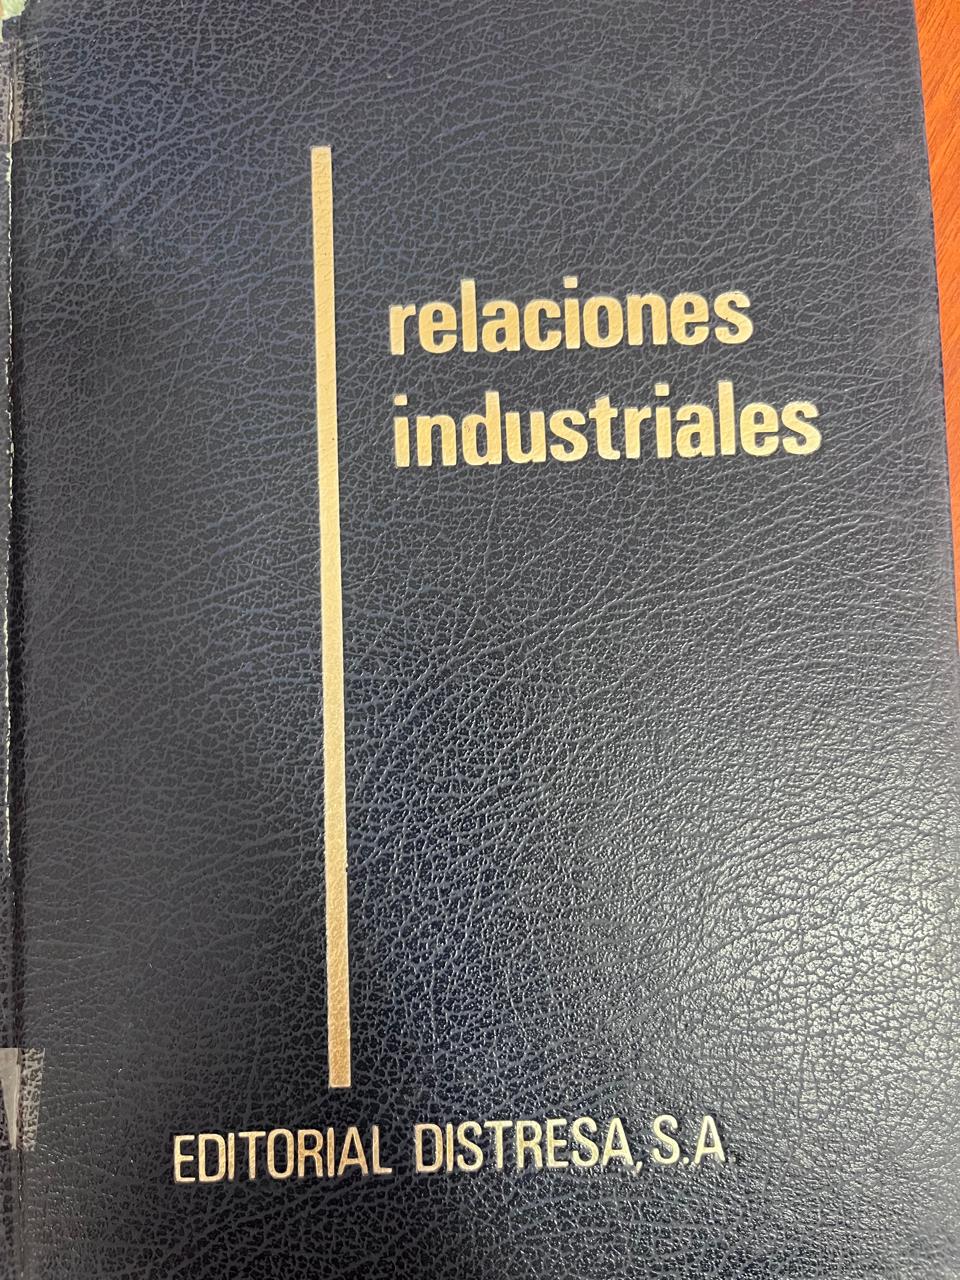 relaciones
industriales
EDITORIAL DISTRESA, S.A.